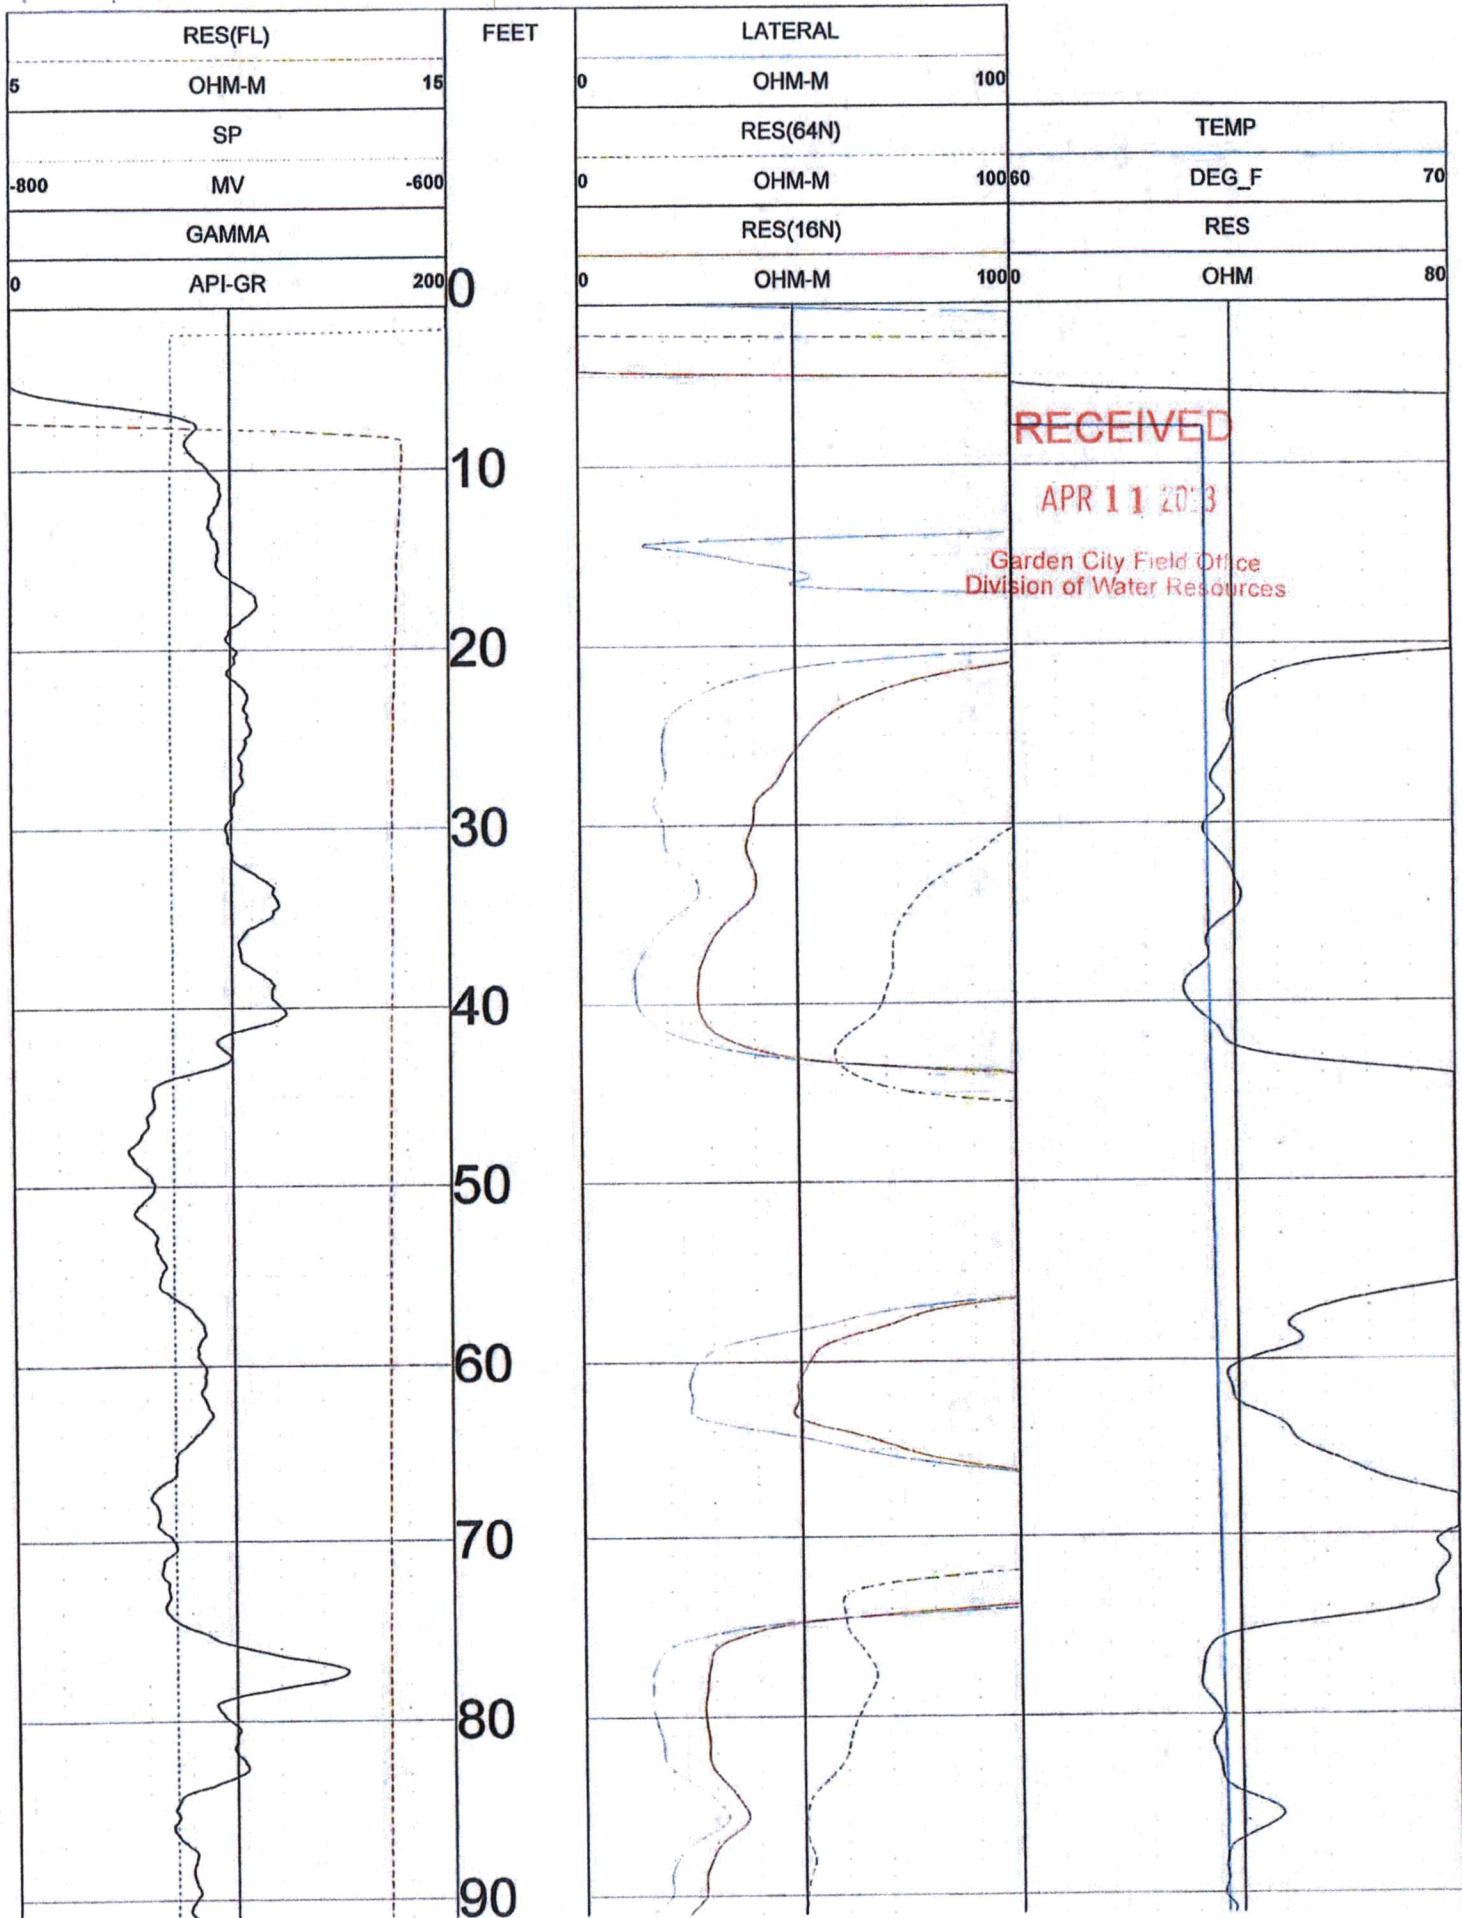 RES(FL) FEET LATERAL
5 OHM-M 15 0 OHM-M 100
SP RES(64N) TEMP
-800 MV -600 0 OHM-M 100 60 DEG_F 70
GAMMA RES(16N) RES
0 API-GR 200 0 0 OHM-M 100 0 OHM 80
RECEIVED
10
APR 11
Garden City Field Office
Division of Water Resources
20
30
40
50
60
70
80
90